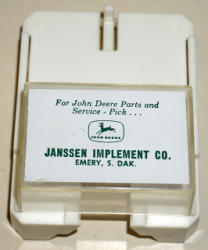 For John Deere Parts and
Service - Pick . . .
JOHN DEERE
JANSSEN IMPLEMENT CO.
EMERY, S. DAK.